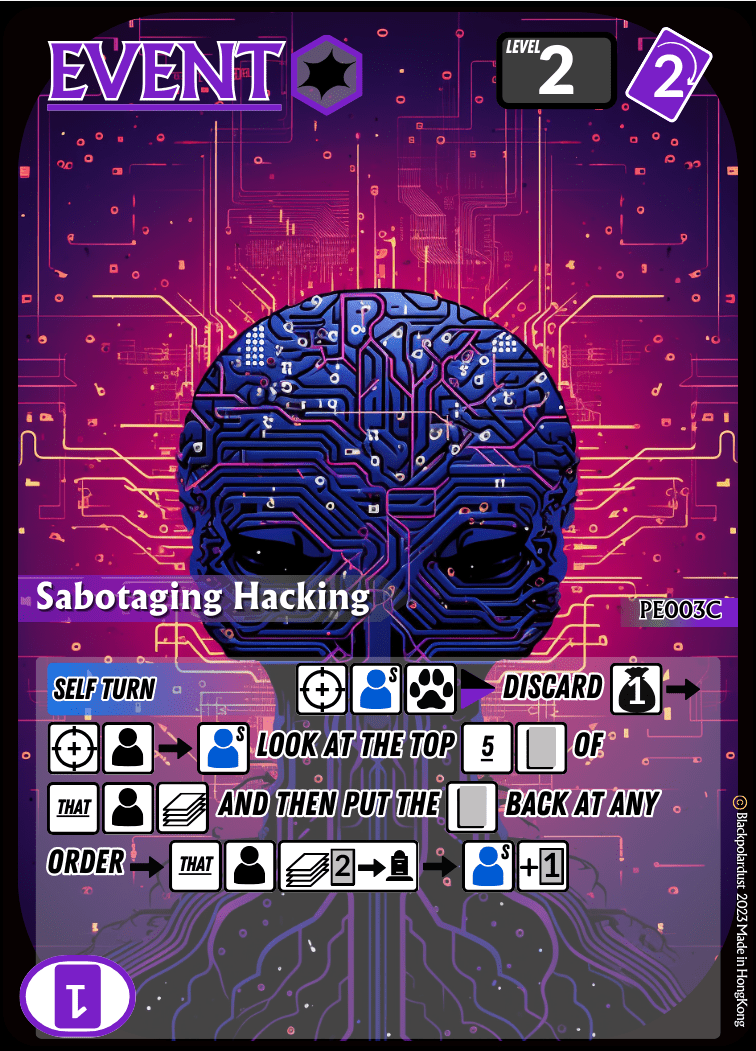 EVENT
LEVEL 2
2
Sabotaging Hacking
PE003C
SELF TURN S DISCARD 1
S LOOK AT THE TOP 5 OF
THAT AND THEN PUT THE BACK AT ANY
ORDER THAT 2 S +1
1
© Blackpolardust 2023 Made in HongKong